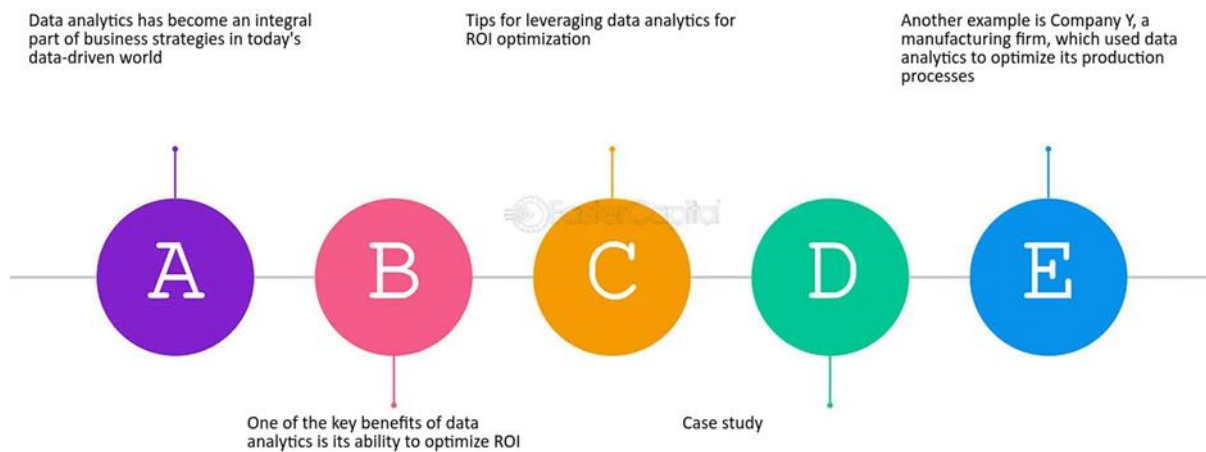 Data analytics has become an integral
part of business strategies in today's
data-driven world
Tips for leveraging data analytics for
ROI optimization
Another example is Company Y, a
manufacturing firm, which used data
analytics to optimize its production
processes
FasterCapital
A
B
C
D
E
One of the key benefits of data
analytics is its ability to optimize ROI
Case study